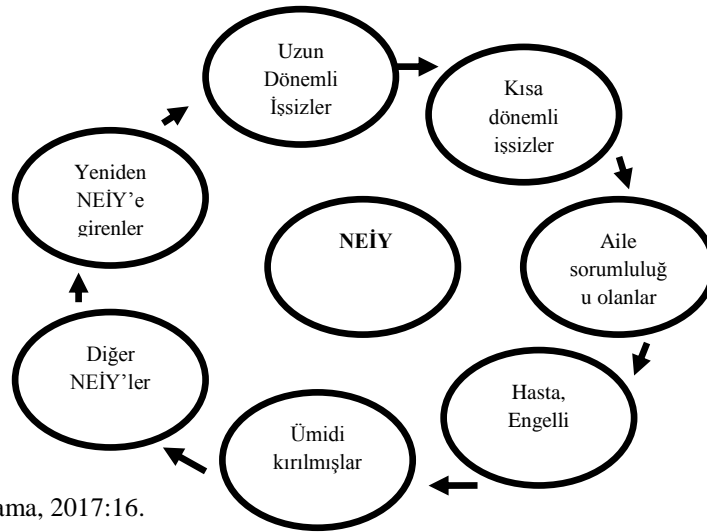 Uzun
Dönemli
İşsizler
Kısa
dönemli
işsizler
Aile
sorumluluğ
u olanlar
Hasta,
Engelli
Ümidi
kırılmışlar
Diğer
NEİY'ler
Yeniden
NEİY'e
girenler
NEİY
ama, 2017:16.